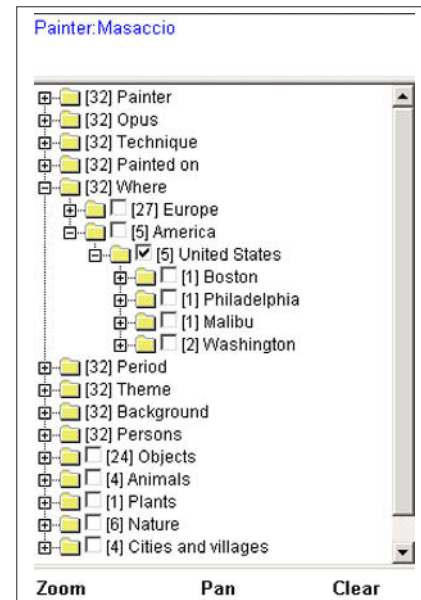 Painter:Masaccio
[32] Painter
[32] Opus
[32] Technique
[32] Painted on
[32] Where
[27] Europe
[5] America
[5] United States
[1] Boston
[1] Philadelphia
[1] Malibu
[2] Washington
[32] Period
[32] Theme
[32] Background
[32] Persons
[24] Objects
[4] Animals
[1] Plants
[6] Nature
[4] Cities and villages
Zoom Pan Clear